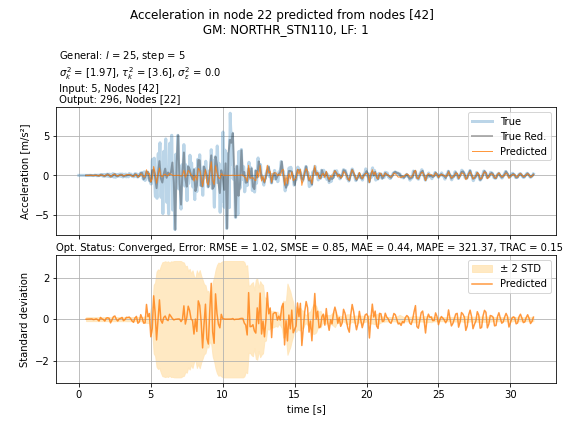 Acceleration in node 22 predicted from nodes [42]
GM: NORTHR_STN110, LF: 1
General: l = 25, step = 5
σ²ₖ = [1.97], τ²ₖ = [3.6], σ²ε = 0.0
Input: 5, Nodes [42]
Output: 296, Nodes [22]
Acceleration [m/s²]
5
0
−5
True
True Red.
Predicted
Opt. Status: Converged, Error: RMSE = 1.02, SMSE = 0.85, MAE = 0.44, MAPE = 321.37, TRAC = 0.15
Standard deviation
2
0
−2
± 2 STD
Predicted
0 5 10 15 20 25 30
time [s]